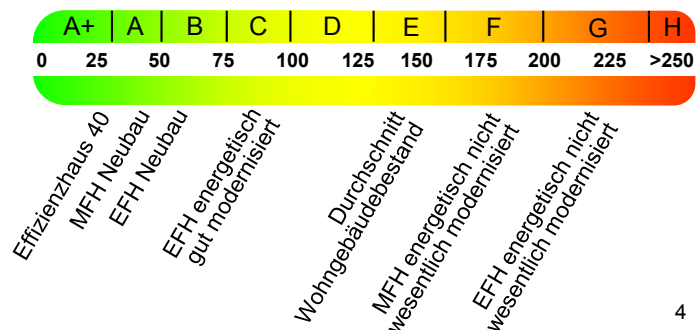 A+ A B C D E F G H
0 25 50 75 100 125 150 175 200 225 >250
Effizienzhaus 40
MFH Neubau
EFH Neubau
EFH energetisch
gut modernisiert
Durchschnitt
Wohngebäudebestand
MFH energetisch nicht
wesentlich modernisiert
EFH energetisch nicht
wesentlich modernisiert
4